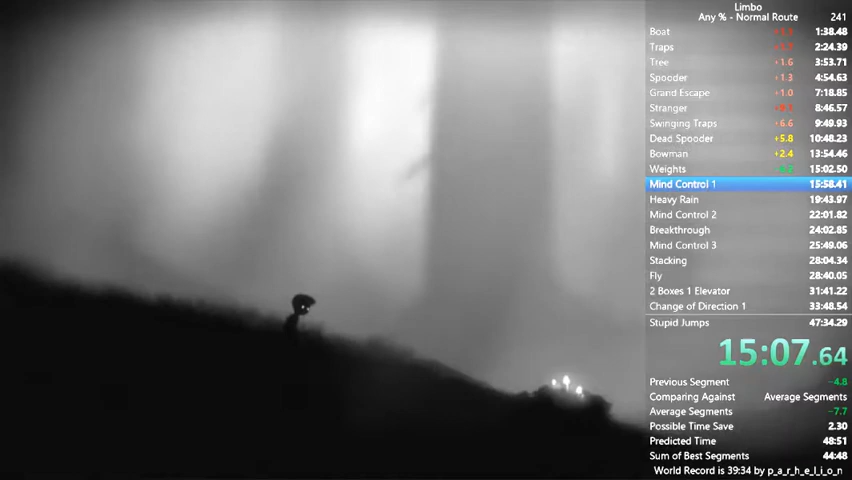 Limbo
Any % - Normal Route 241
Boat 1:38.48
Traps 2:24.39
Tree +1.6 3:53.71
Spooder +1.3 4:54.63
Grand Escape +1.0 7:18.85
Stranger 8:46.57
Swinging Traps +6.6 9:49.93
Dead Spooder +5.8 10:48.23
Bowman +2.4 13:54.46
Weights 15:02.50
Mind Control 1 15:58.41
Heavy Rain 19:43.97
Mind Control 2 22:01.82
Breakthrough 24:02.85
Mind Control 3 25:49.06
Stacking 28:04.34
Fly 28:40.05
2 Boxes 1 Elevator 31:41.22
Change of Direction 1 33:48.54
Stupid Jumps 47:34.29
15:07.64
Previous Segment -4.8
Comparing Against Average Segments
Average Segments -7.7
Possible Time Save 2.30
Predicted Time 48:51
Sum of Best Segments 44:48
World Record is 39:34 by p_a_r_h_e_l_i_o_n